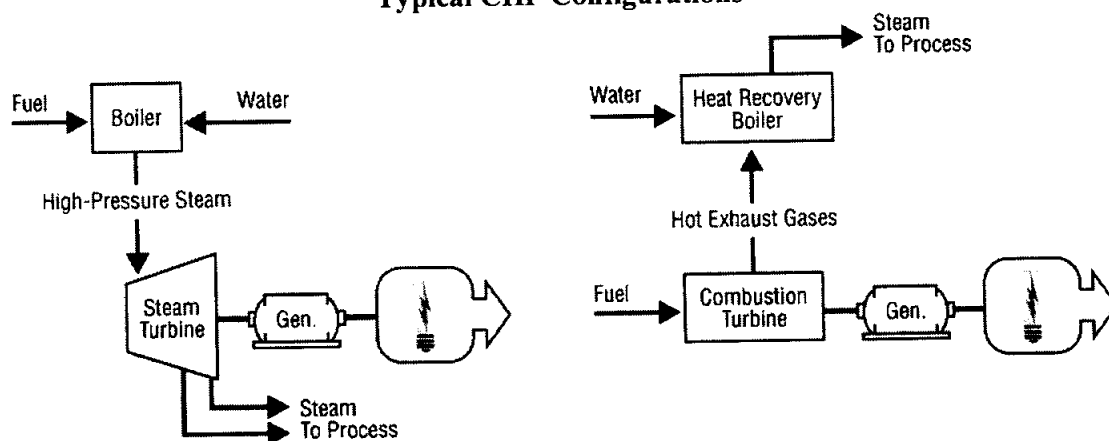 Typical CHP Configurations
Fuel
Boiler
Water
High-Pressure Steam
Steam
Turbine
Gen.
Steam
To Process
Steam
To Process
Water
Heat Recovery
Boiler
Hot Exhaust Gases
Fuel
Combustion
Turbine
Gen.